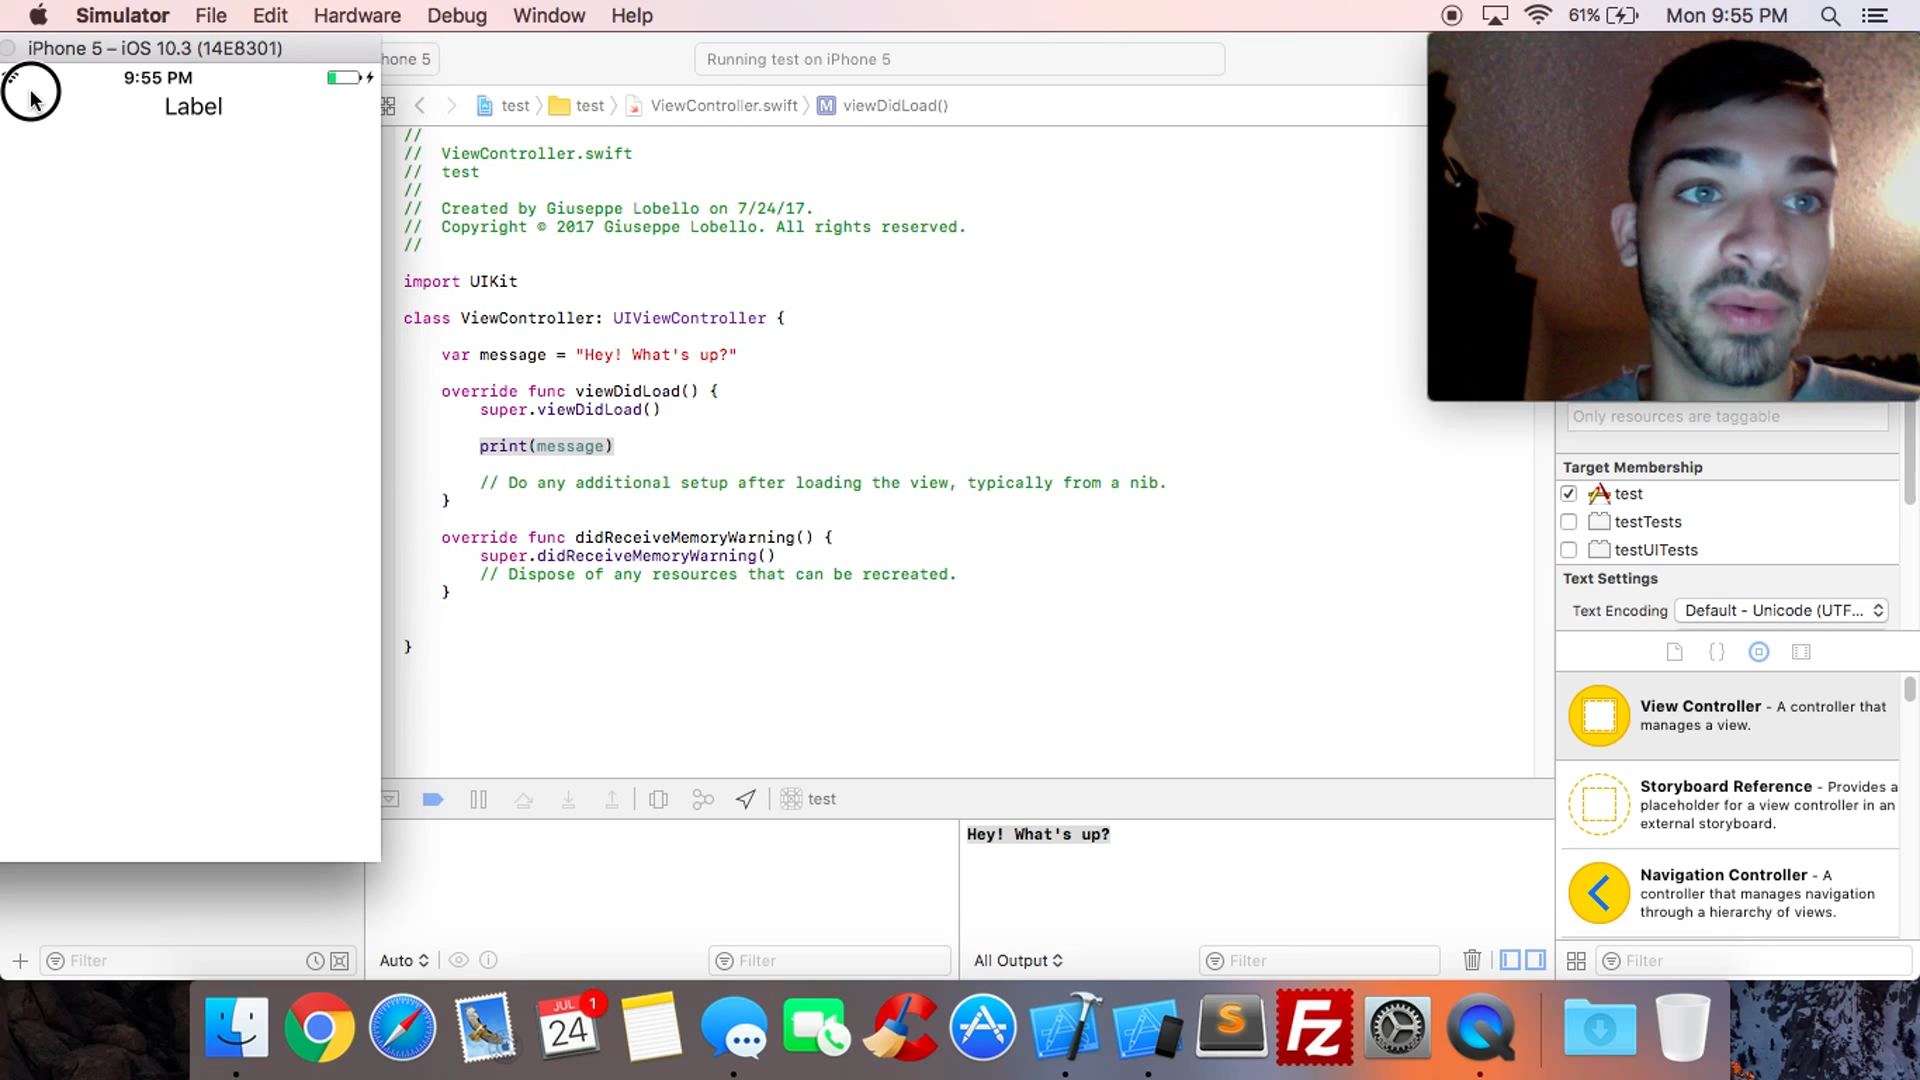 Simulator File Edit Hardware Debug Window Help 61% Mon 9:55 PM
iPhone 5 – iOS 10.3 (14E8301)
hone 5
Running test on iPhone 5
9:55 PM
Label
test test ViewController.swift M viewDidLoad()
//
// ViewController.swift
// test
//
// Created by Giuseppe Lobello on 7/24/17.
// Copyright © 2017 Giuseppe Lobello. All rights reserved.
//
import UIKit
class ViewController: UIViewController {
var message = "Hey! What's up?"
override func viewDidLoad() {
super.viewDidLoad()
print(message)
// Do any additional setup after loading the view, typically from a nib.
}
override func didReceiveMemoryWarning() {
super.didReceiveMemoryWarning()
// Dispose of any resources that can be recreated.
}
}
Only resources are taggable
Target Membership
test
testTests
testUITests
Text Settings
Text Encoding Default - Unicode (UTF...
View Controller - A controller that
manages a view.
Storyboard Reference - Provides a
placeholder for a view controller in an
external storyboard.
Navigation Controller - A
controller that manages navigation
through a hierarchy of views.
test
Hey! What's up?
Filter
Auto
Filter
All Output
Filter
Filter
JUL
24
1
S
Fz